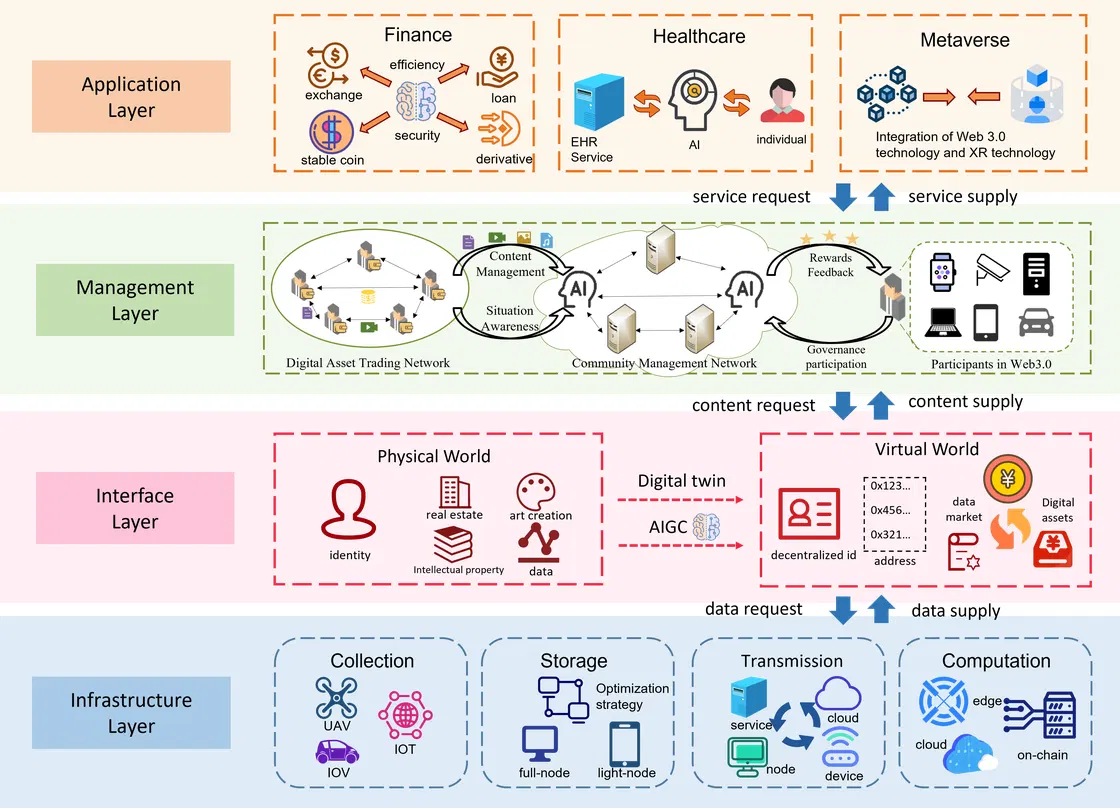 Application
Layer
Finance
efficiency
exchange
loan
security
stable coin
derivative
Healthcare
EHR
Service
AI
individual
Metaverse
Integration of Web 3.0
technology and XR technology
service request
service supply
Management
Layer
Content
Management
Situation
Awareness
Digital Asset Trading Network
AI
AI
Community Management Network
Rewards
Feedback
Governance
participation
Participants in Web3.0
content request
content supply
Interface
Layer
Physical World
identity
real estate
art creation
Intellectual property
data
Digital twin
AIGC
Virtual World
decentralized id
0x123...
0x456...
0x321...
address
data
market
Digital
assets
data request
data supply
Infrastructure
Layer
Collection
UAV
IOT
IOV
Storage
Optimization
strategy
full-node
light-node
Transmission
service
cloud
node
device
Computation
edge
cloud
on-chain